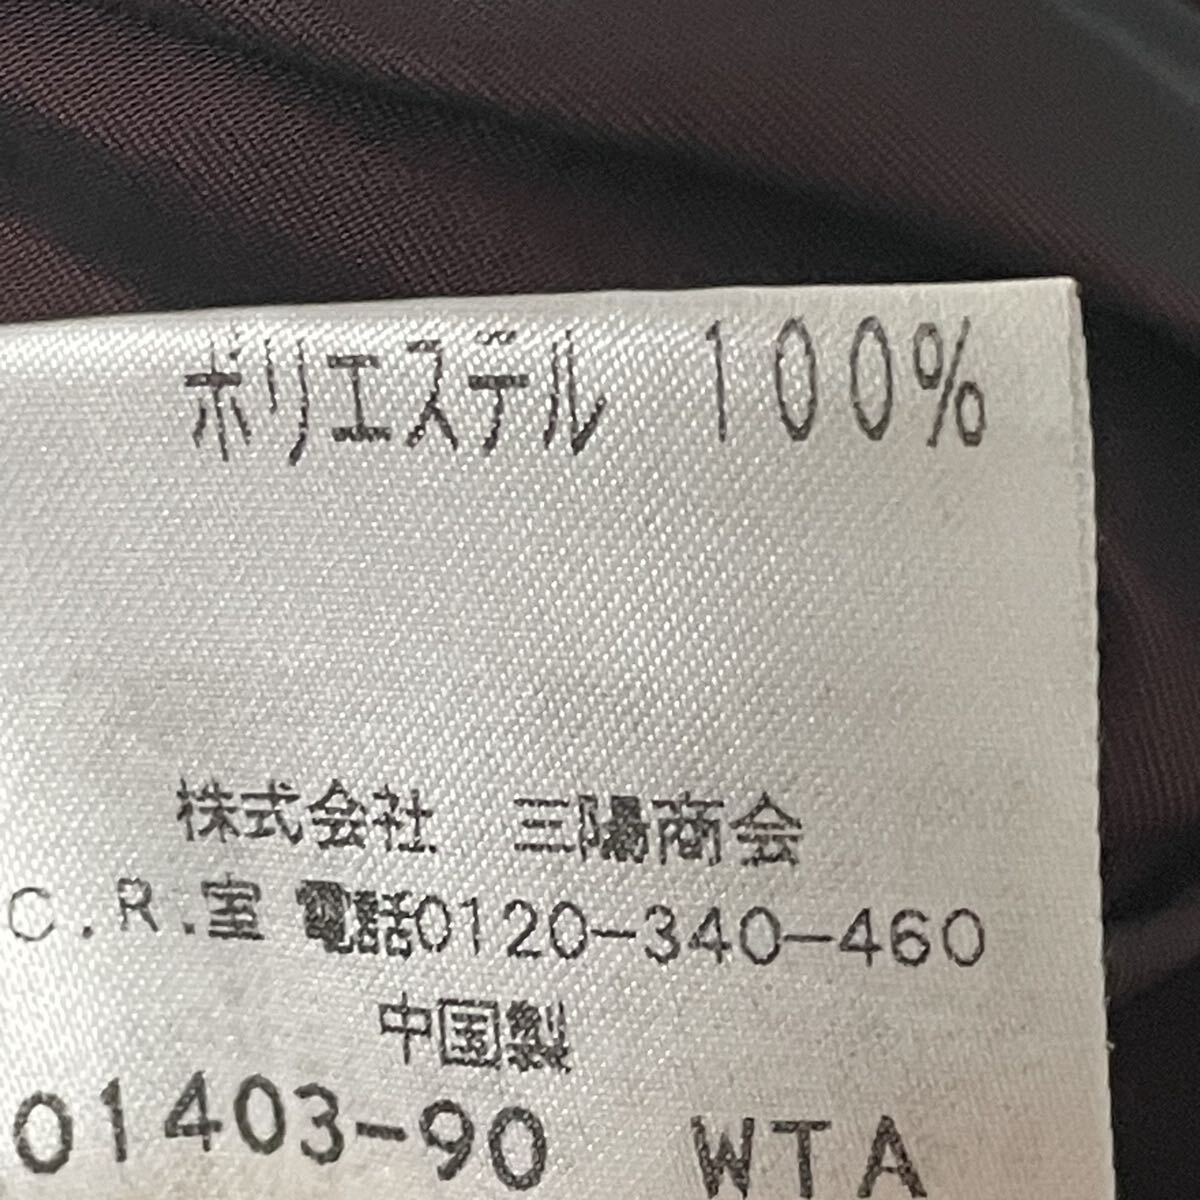 ポリエステル 100%
株式会社 三陽商会
C.R.室 電話0120-340-460
中国製
01403-90 WTA